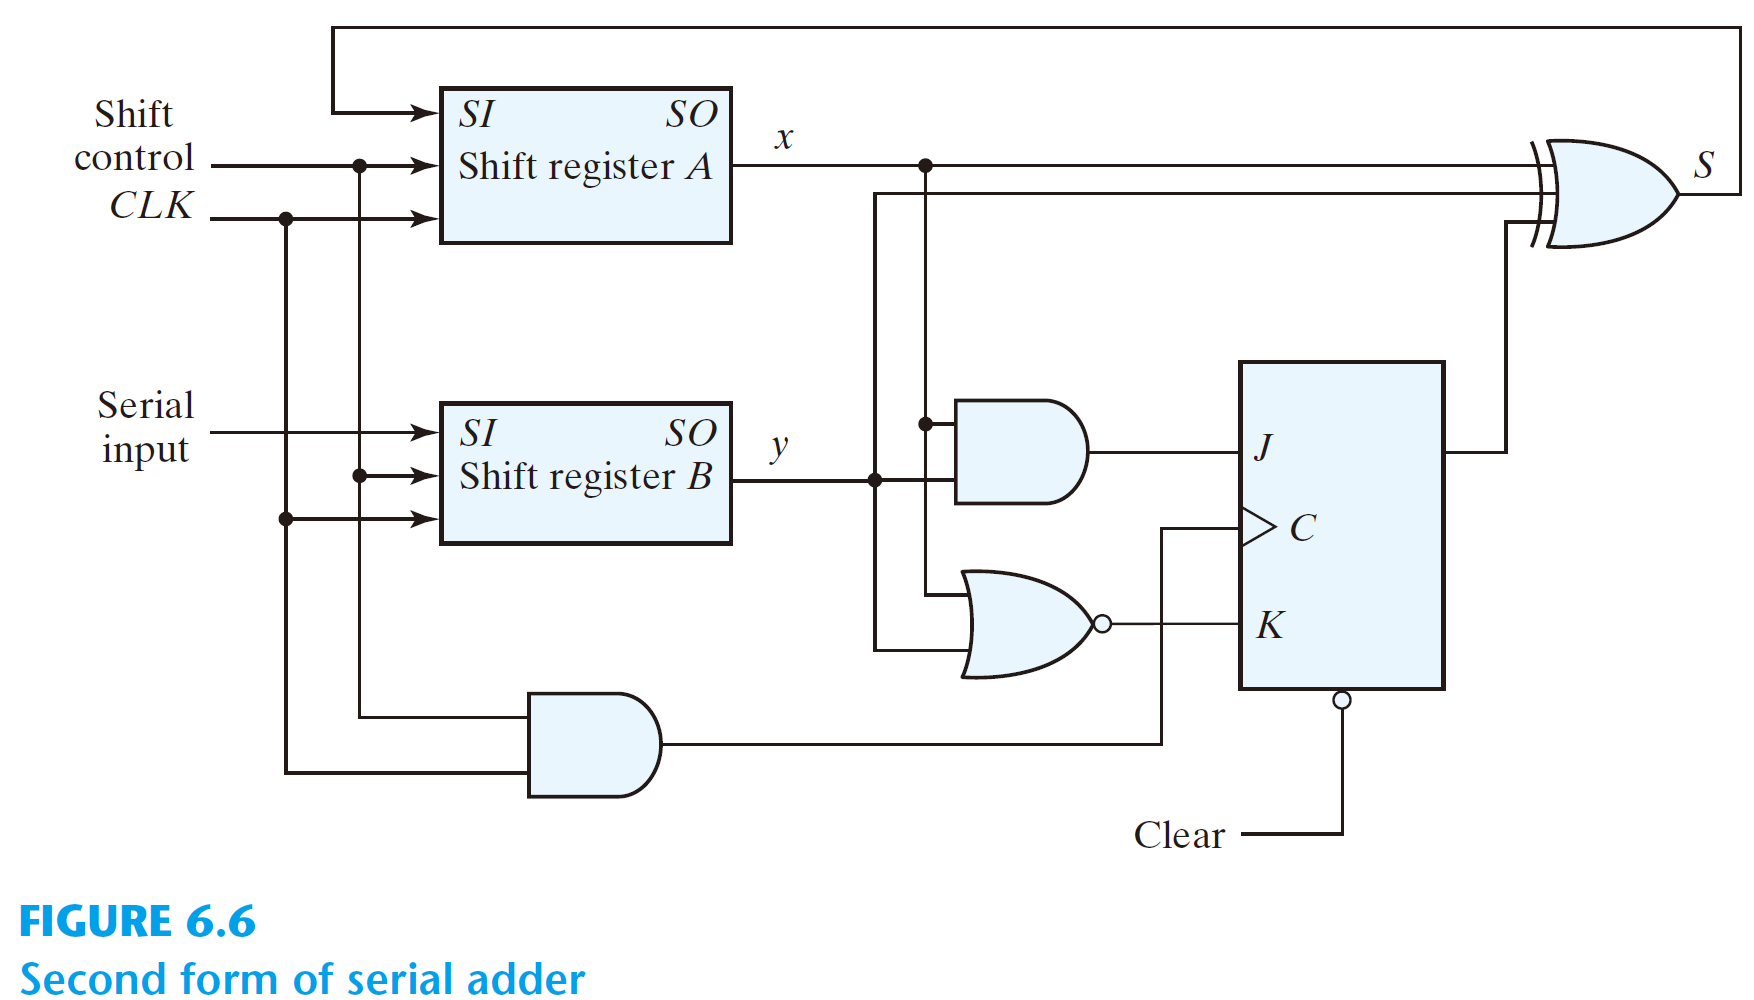 Shift
control
CLK
SI SO
Shift register A
x
S
Serial
input
SI SO
Shift register B
y
J
C
K
Clear
FIGURE 6.6
Second form of serial adder